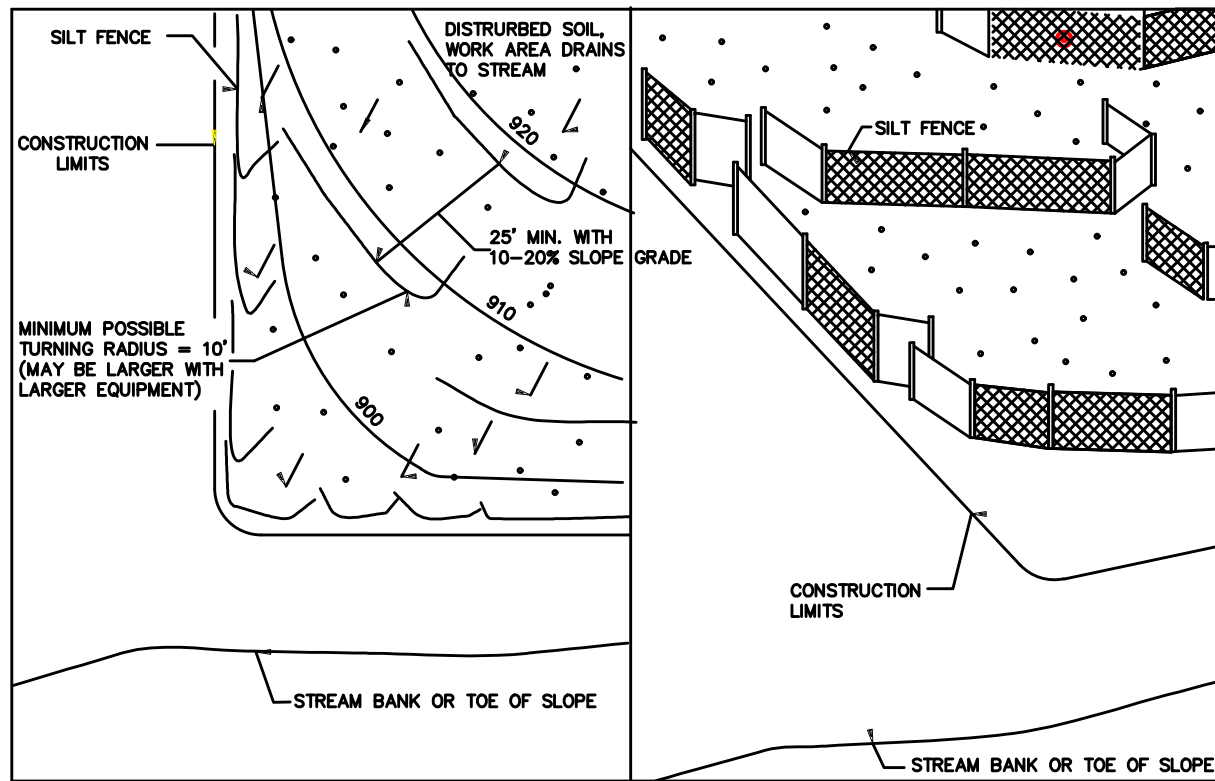 SILT FENCE
CONSTRUCTION
LIMITS
DISTRURBED SOIL,
WORK AREA DRAINS
TO STREAM
920
25' MIN. WITH
10-20% SLOPE GRADE
910
MINIMUM POSSIBLE
TURNING RADIUS = 10'
(MAY BE LARGER WITH
LARGER EQUIPMENT)
900
STREAM BANK OR TOE OF SLOPE
SILT FENCE
CONSTRUCTION
LIMITS
STREAM BANK OR TOE OF SLOPE